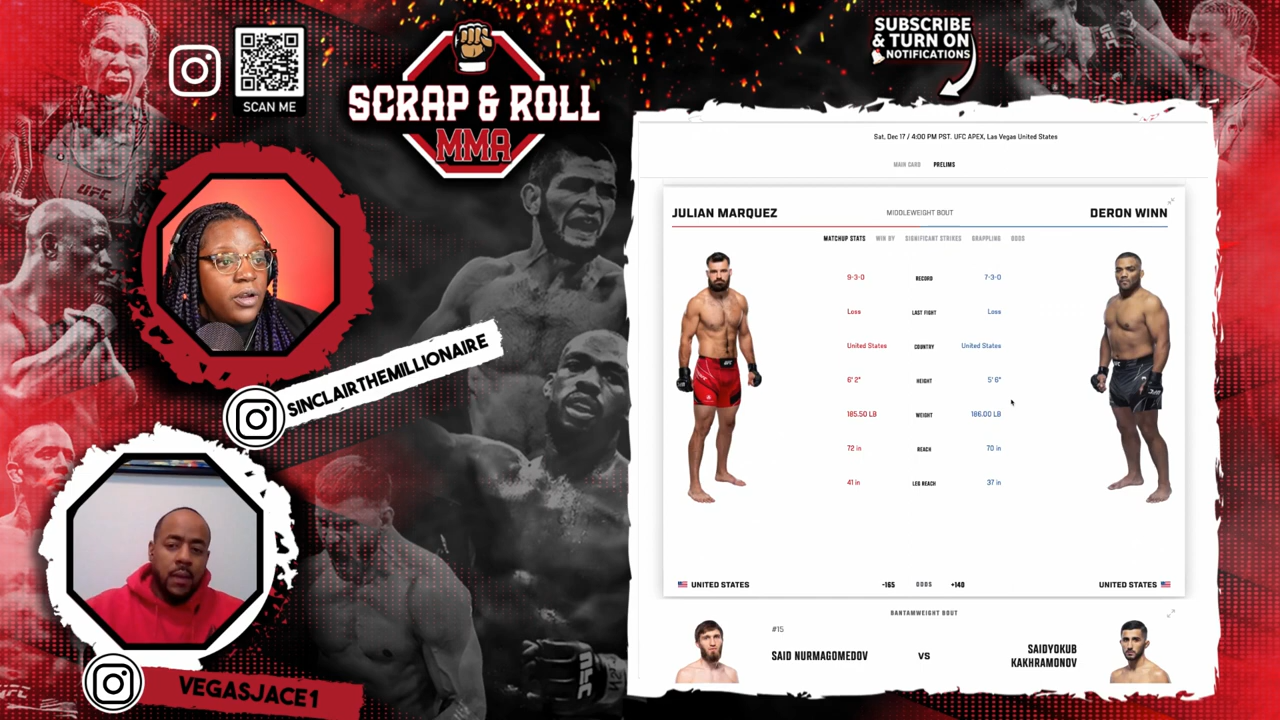 SCAN ME
SCRAP & ROLL
MMA
SUBSCRIBE
& TURN ON
NOTIFICATIONS
SINCLAIRTHEMILLIONAIRE
VEGASJACE1
UFC
UFC
Sat, Dec 17 / 4:00 PM PST. UFC APEX, Las Vegas United States
MAIN CARD PRELIMS
JULIAN MARQUEZ MIDDLEWEIGHT BOUT DERON WINN
MATCHUP STATS WIN BY SIGNIFICANT STRIKES GRAPPLING ODDS
9-3-0 RECORD 7-3-0
Loss LAST FIGHT Loss
United States COUNTRY United States
6' 2" HEIGHT 5' 6"
185.50 LB WEIGHT 186.00 LB
72 in REACH 70 in
41 in LEG REACH 37 in
UNITED STATES -165 ODDS +140 UNITED STATES
BANTAMWEIGHT BOUT
#15
SAID NURMAGOMEDOV VS SAIDYOKUB
KAKHRAMONOV